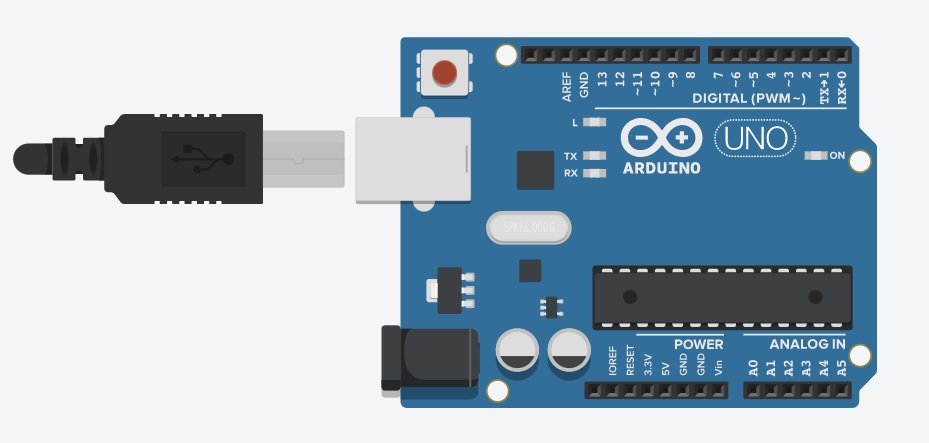 AREF
GND
13
12
~11
~10
~9
8
7
~6
~5
4
~3
2
TX→1
RX←0
DIGITAL (PWM~)
L
TX
RX
ARDUINO
UNO
ON
SPK16.000G
POWER
ANALOG IN
IOREF
RESET
3.3V
5V
GND
GND
Vin
A0
A1
A2
A3
A4
A5